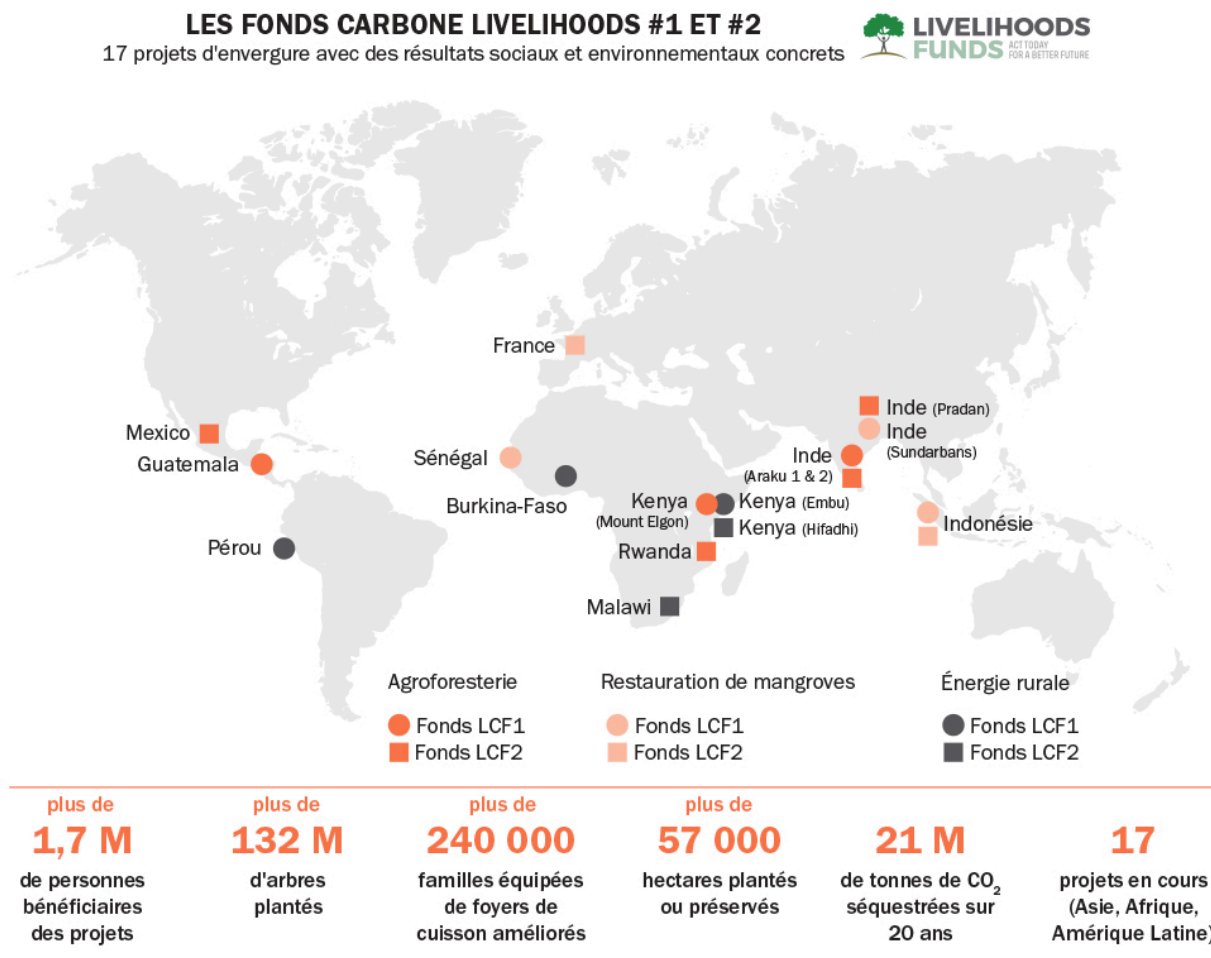 LES FONDS CARBONE LIVELIHOODS #1 ET #2
17 projets d'envergure avec des résultats sociaux et environnementaux concrets
LIVELIHOODS
FUNDS
ACT TODAY
FOR A BETTER FUTURE
France
Mexico
Guatemala
Sénégal
Burkina-Faso
Pérou
Inde (Pradan)
Inde
(Sundarbans)
Inde
(Araku 1 & 2)
Kenya
(Mount Elgon)
Kenya (Embu)
Kenya (Hifadhi)
Indonésie
Rwanda
Malawi
Agroforesterie
Fonds LCF1
Fonds LCF2
Restauration de mangroves
Fonds LCF1
Fonds LCF2
Énergie rurale
Fonds LCF1
Fonds LCF2
plus de
1,7 M
de personnes
bénéficiaires
des projets
plus de
132 M
d'arbres
plantés
plus de
240 000
familles équipées
de foyers de
cuisson améliorés
plus de
57 000
hectares plantés
ou préservés
21 M
de tonnes de CO₂
séquestrées sur
20 ans
17
projets en cours
(Asie, Afrique,
Amérique Latine)